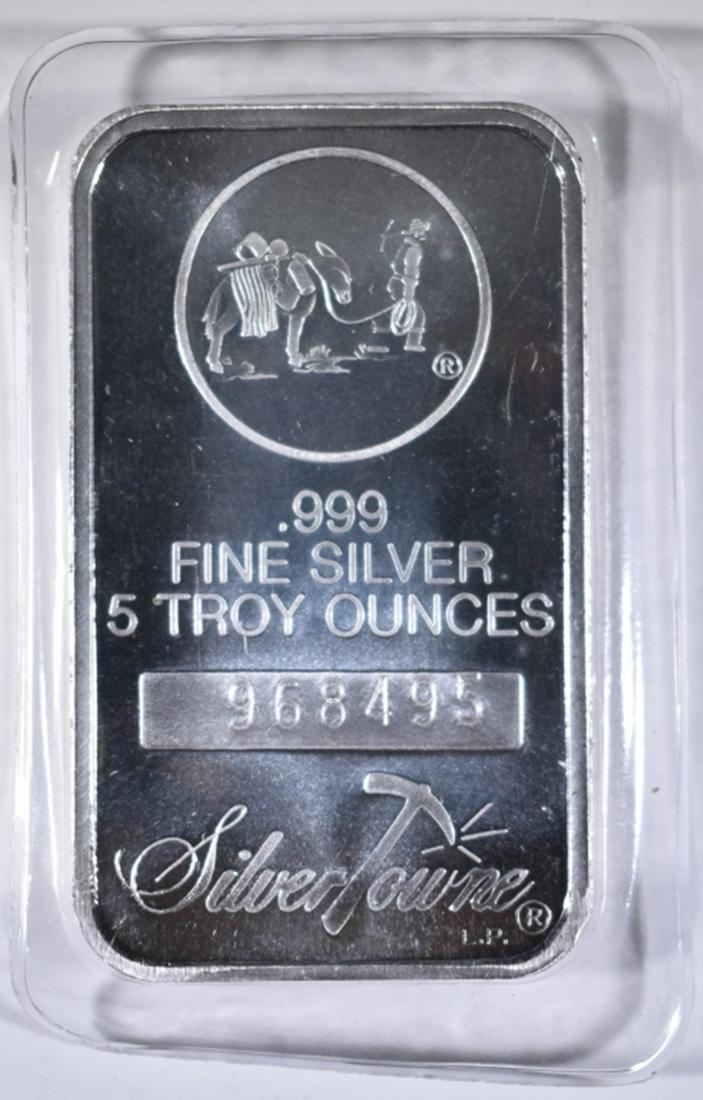 ®
.999
FINE SILVER
5 TROY OUNCES
968495
SilverTowne®
L.P.